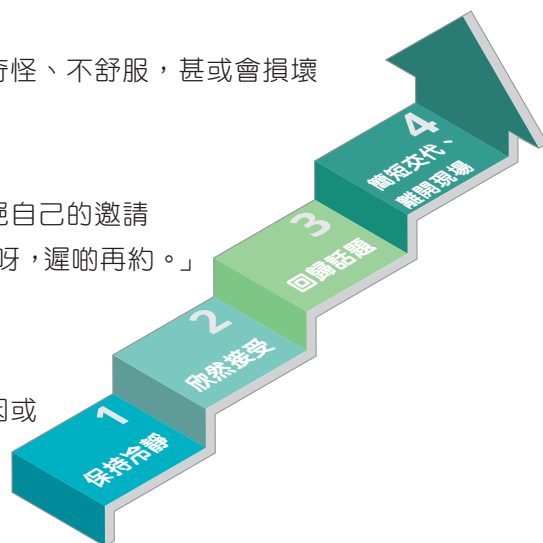 奇怪、不舒服，甚或會損壞
絕自己的邀請
呀，遲啲再約。」
因或
4
簡短交代、
離開現場
3
回歸話題
2
欣然接受
1
保持冷靜